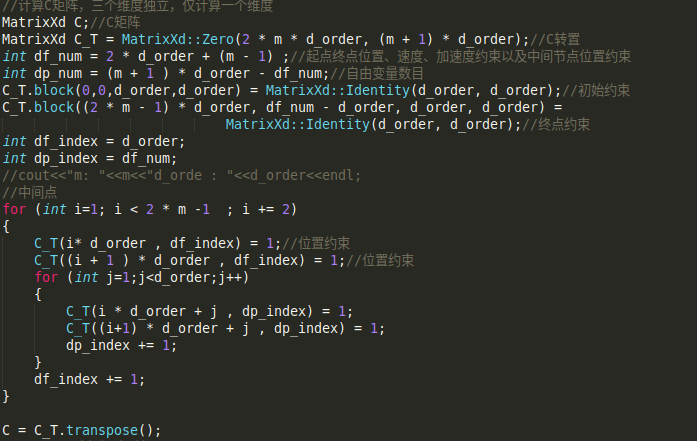 //计算C矩阵，三个维度独立，仅计算一个维度
MatrixXd C;//C矩阵
MatrixXd C_T = MatrixXd::Zero(2 * m * d_order, (m + 1) * d_order);//C转置
int df_num = 2 * d_order + (m - 1) ;//起点终点位置、速度、加速度约束以及中间节点位置约束
int dp_num = (m + 1 ) * d_order - df_num;//自由变量数目
C_T.block(0,0,d_order,d_order) = MatrixXd::Identity(d_order, d_order);//初始约束
C_T.block((2 * m - 1) * d_order, df_num - d_order, d_order, d_order) =
MatrixXd::Identity(d_order, d_order);//终点约束
int df_index = d_order;
int dp_index = df_num;
//cout<<"m: "<<m<<"d_orde : "<<d_order<<endl;
//中间点
for (int i=1; i < 2 * m -1  ; i += 2)
{
    C_T(i* d_order , df_index) = 1;//位置约束
    C_T((i + 1 ) * d_order , df_index) = 1;//位置约束
    for (int j=1;j<d_order;j++)
    {
        C_T(i * d_order + j , dp_index) = 1;
        C_T((i+1) * d_order + j , dp_index) = 1;
        dp_index += 1;
    }
    df_index += 1;
}
C = C_T.transpose();